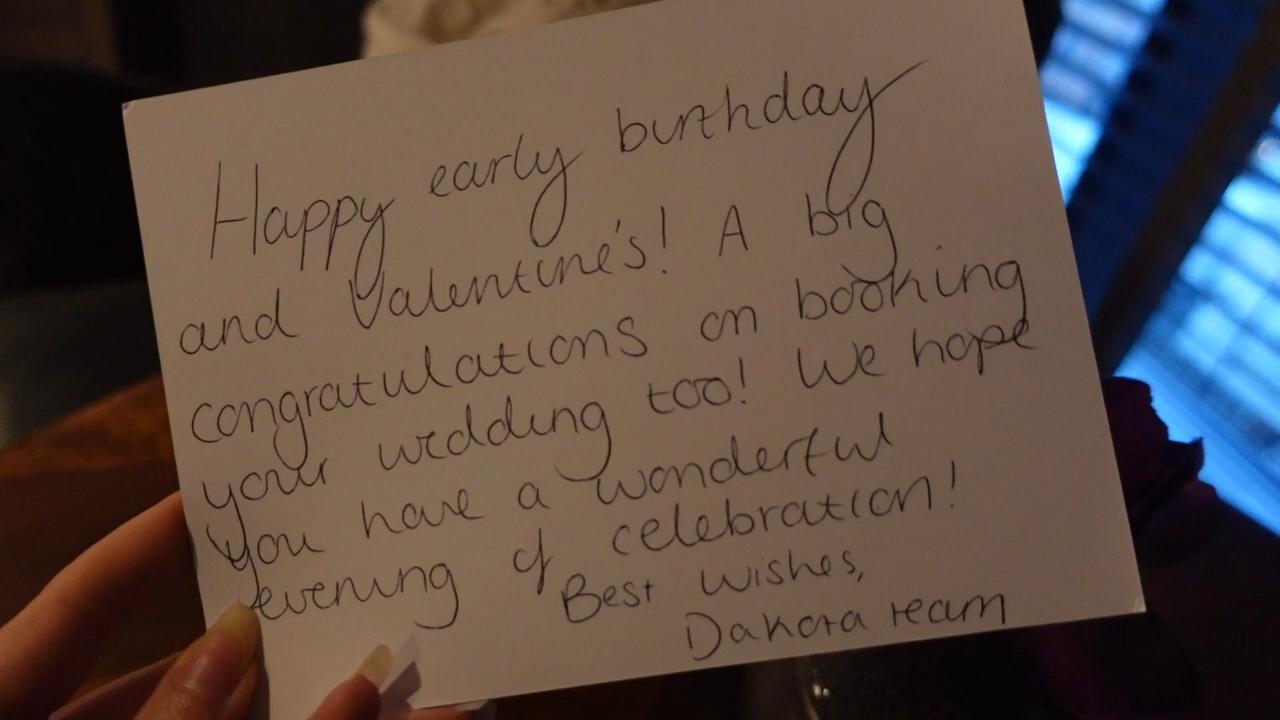 Happy early birthday
and Valentine's! A big
congratulations on booking
your wedding too! We hope
you have a wonderful
evening of celebration!
Best wishes,
Dakota team